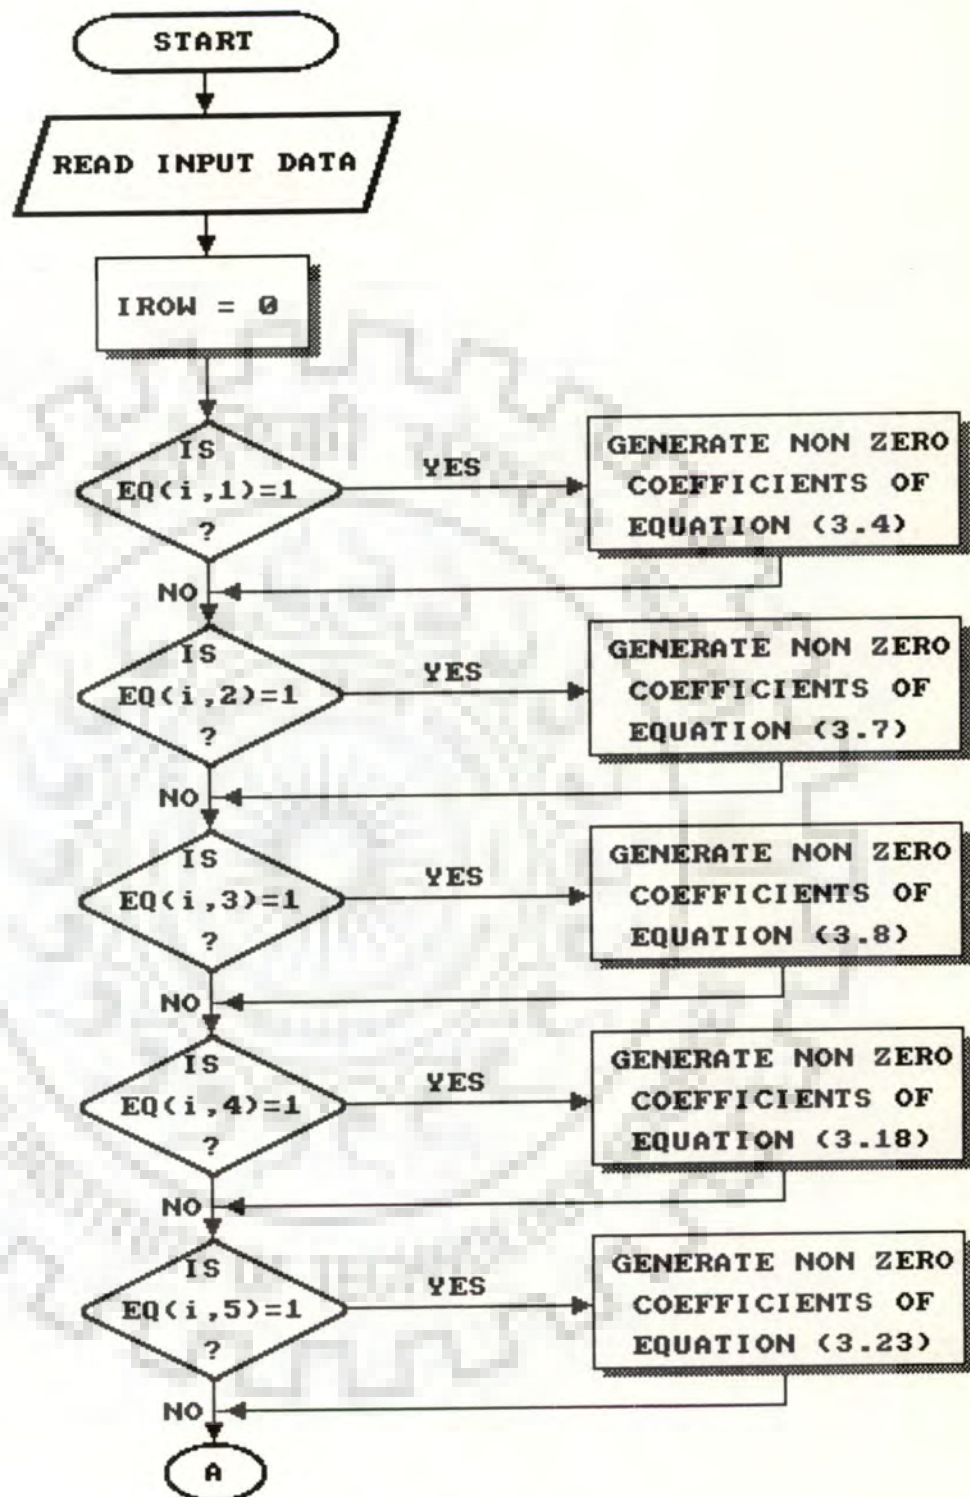 START
READ INPUT DATA
IROW = 0
IS
EQ(i,1)=1
?
YES
GENERATE NON ZERO
COEFFICIENTS OF
EQUATION (3.4)
NO
IS
EQ(i,2)=1
?
YES
GENERATE NON ZERO
COEFFICIENTS OF
EQUATION (3.7)
NO
IS
EQ(i,3)=1
?
YES
GENERATE NON ZERO
COEFFICIENTS OF
EQUATION (3.8)
NO
IS
EQ(i,4)=1
?
YES
GENERATE NON ZERO
COEFFICIENTS OF
EQUATION (3.18)
NO
IS
EQ(i,5)=1
?
YES
GENERATE NON ZERO
COEFFICIENTS OF
EQUATION (3.23)
NO
A